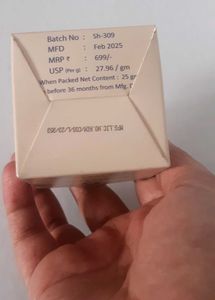 Batch No : Sh-309
MFD : Feb 2025
MRP ₹ : 699/-
USP (Per g) : 27.96 / gm
When Packed Net Content : 25 g
before 36 months from Mfg. D